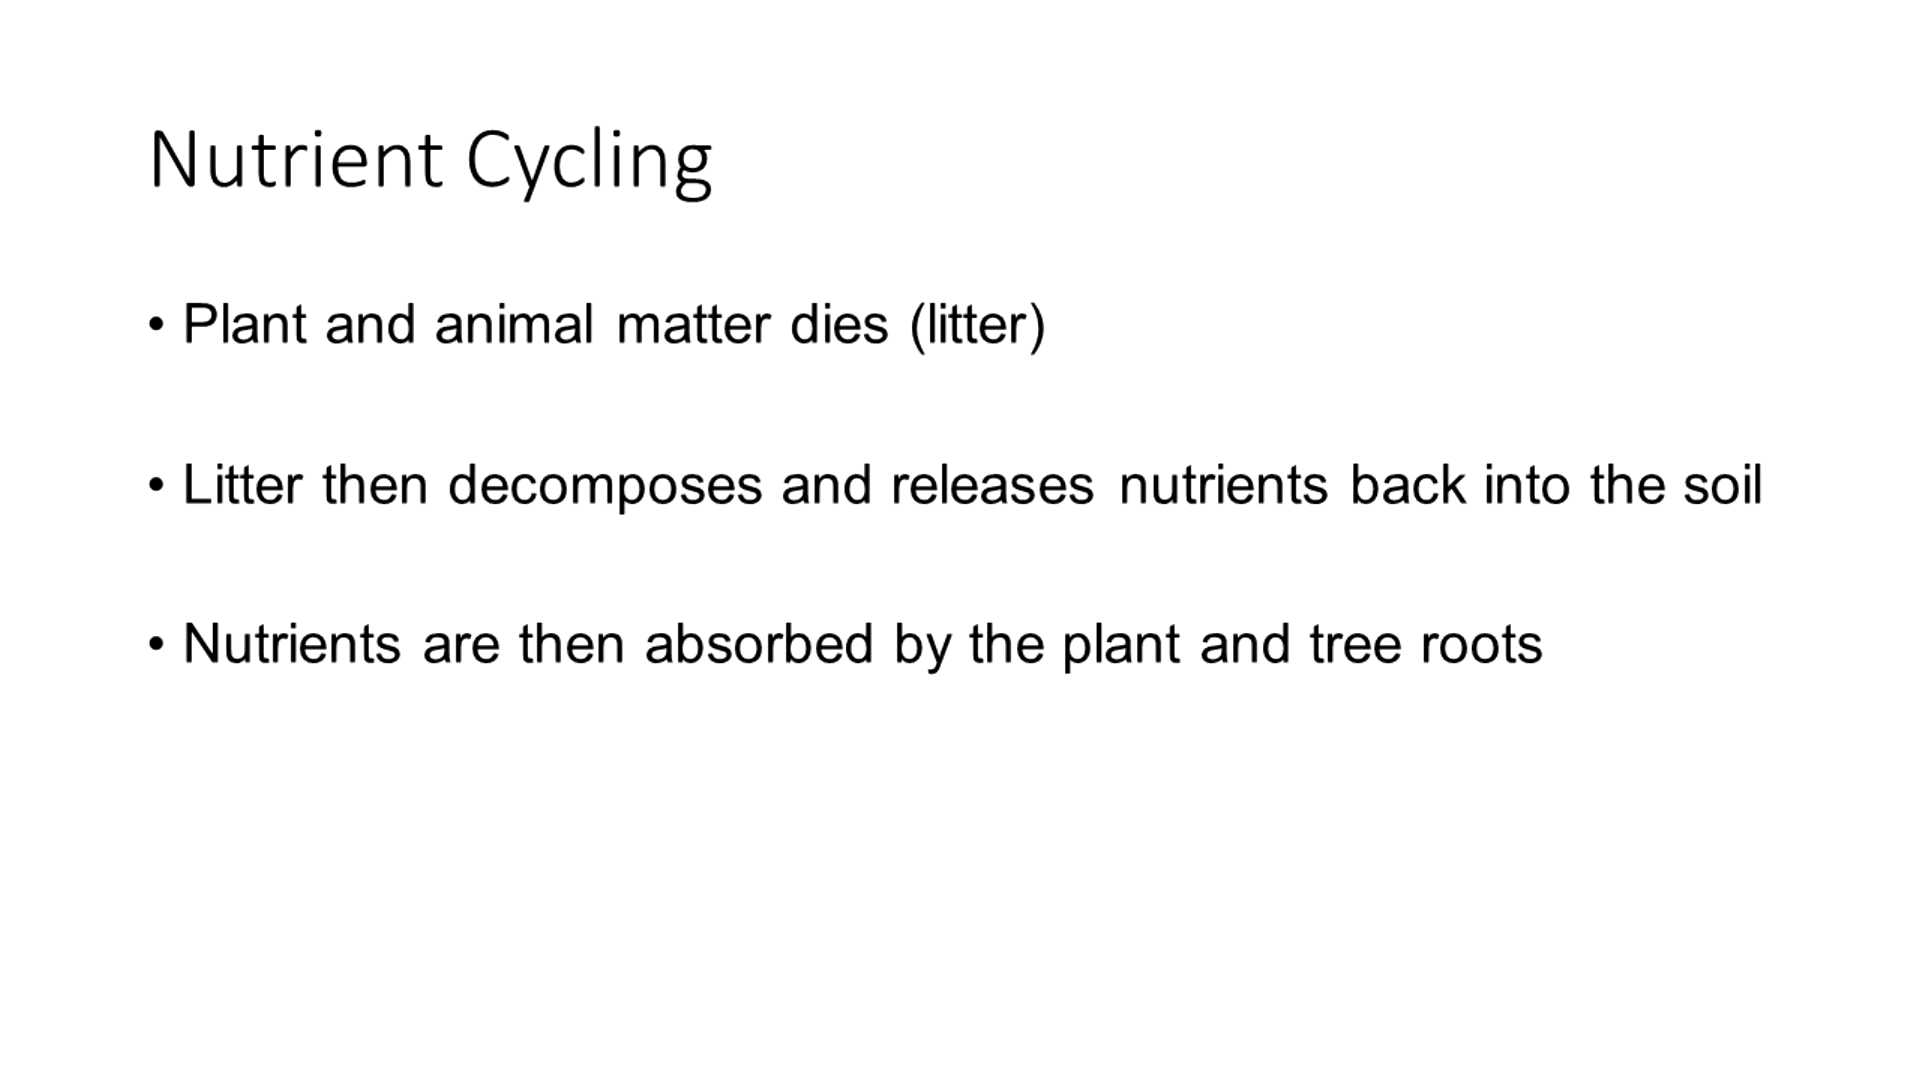 Nutrient Cycling
• Plant and animal matter dies (litter)
• Litter then decomposes and releases nutrients back into the soil
• Nutrients are then absorbed by the plant and tree roots